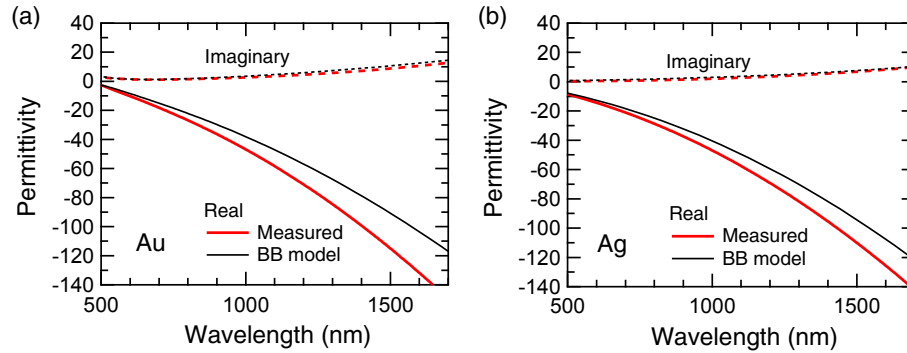 (a)
40
20
0
-20
-40
-60
-80
-100
-120
-140
Permittivity
Imaginary
Real
Measured
BB model
Au
500
1000
1500
Wavelength (nm)
(b)
40
20
0
-20
-40
-60
-80
-100
-120
-140
Permittivity
Imaginary
Real
Measured
BB model
Ag
500
1000
1500
Wavelength (nm)